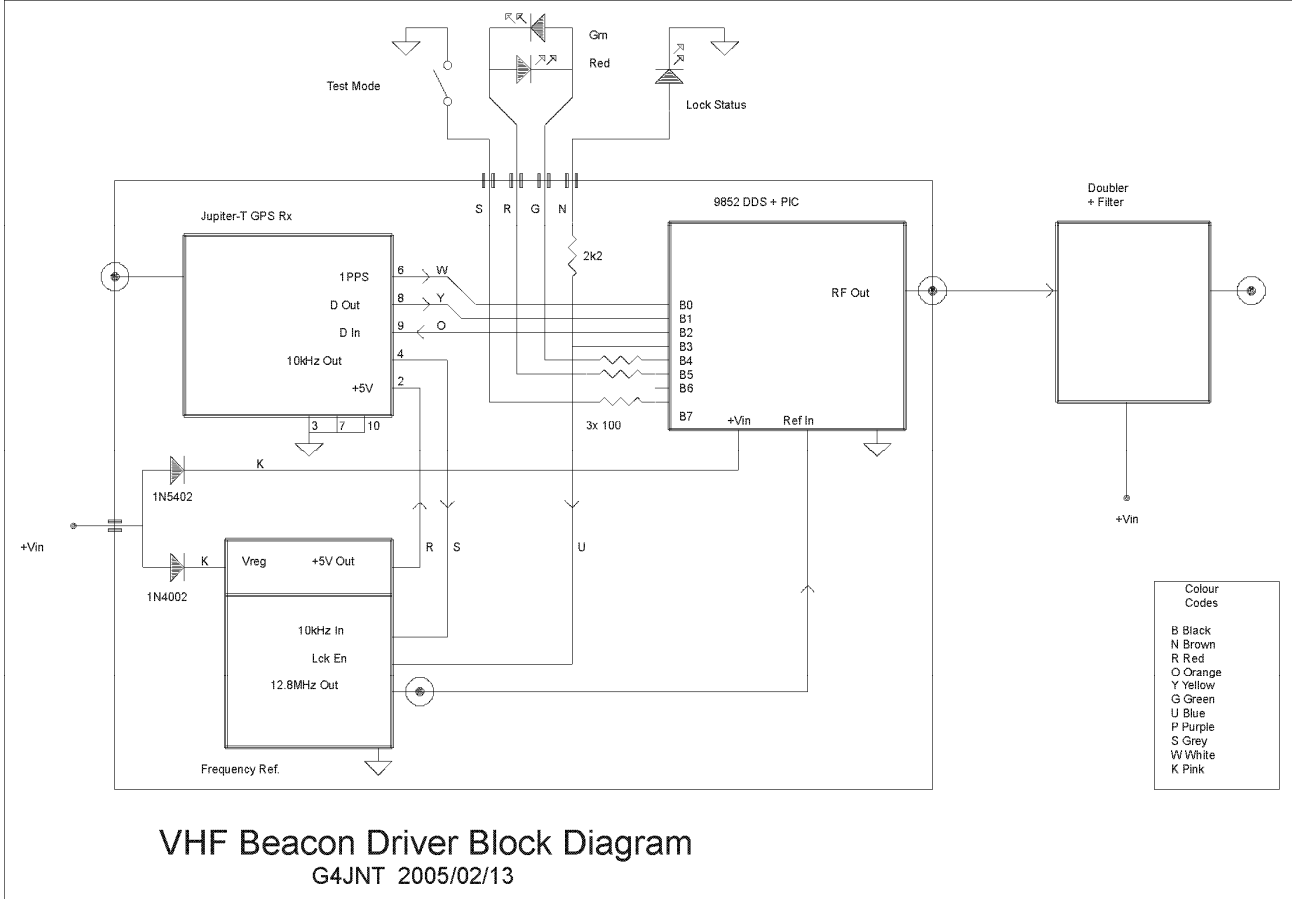 Grn
Red
Test Mode
Lock Status
S R G N
Jupiter-T GPS Rx
9852 DDS + PIC
Doubler
+ Filter
2k2
1PPS 6 W
D Out 8 Y
D In 9 O
10kHz Out 4
+5V 2
3 7 10
B0
B1
B2
B3
B4
B5
B6
B7
RF Out
+Vin Ref In
3x 100
K
1N5402
+Vin
+Vin
K
1N4002
Vreg +5V Out
R S
U
10kHz In
Lck En
12.8MHz Out
Frequency Ref.
Colour
Codes
B Black
N Brown
R Red
O Orange
Y Yellow
G Green
U Blue
P Purple
S Grey
W White
K Pink
VHF Beacon Driver Block Diagram
G4JNT 2005/02/13